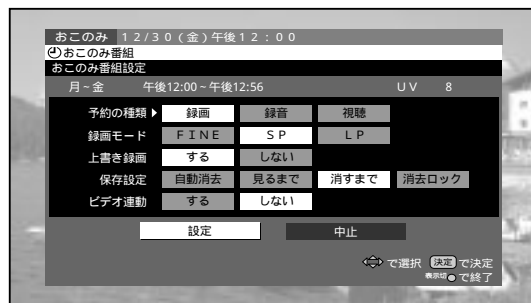 おこのみ 12/30(金)午後12:00
おこのみ番組
おこのみ番組設定
月~金 午後12:00~午後12:56 UV 8
予約の種類 録画 録音 視聴
録画モード FINE SP LP
上書き録画 する しない
保存設定 自動消去 見るまで 消すまで 消去ロック
ビデオ連動 する しない
設定 中止
で選択 決定 で決定
表示切 で終了